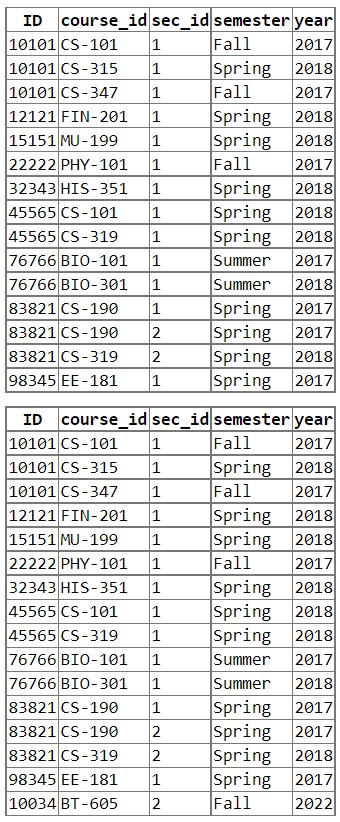 ID course_id sec_id semester year
10101 CS-101 1 Fall 2017
10101 CS-315 1 Spring 2018
10101 CS-347 1 Fall 2017
12121 FIN-201 1 Spring 2018
15151 MU-199 1 Spring 2018
22222 PHY-101 1 Fall 2017
32343 HIS-351 1 Spring 2018
45565 CS-101 1 Spring 2018
45565 CS-319 1 Spring 2018
76766 BIO-101 1 Summer 2017
76766 BIO-301 1 Summer 2018
83821 CS-190 1 Spring 2017
83821 CS-190 2 Spring 2017
83821 CS-319 2 Spring 2018
98345 EE-181 1 Spring 2017
ID course_id sec_id semester year
10101 CS-101 1 Fall 2017
10101 CS-315 1 Spring 2018
10101 CS-347 1 Fall 2017
12121 FIN-201 1 Spring 2018
15151 MU-199 1 Spring 2018
22222 PHY-101 1 Fall 2017
32343 HIS-351 1 Spring 2018
45565 CS-101 1 Spring 2018
45565 CS-319 1 Spring 2018
76766 BIO-101 1 Summer 2017
76766 BIO-301 1 Summer 2018
83821 CS-190 1 Spring 2017
83821 CS-190 2 Spring 2017
83821 CS-319 2 Spring 2018
98345 EE-181 1 Spring 2017
10034 BT-605 2 Fall 2022